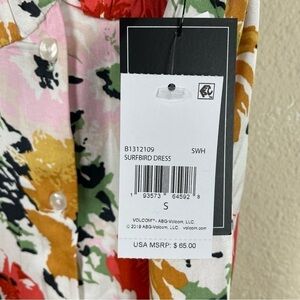 B1312109 SWH
SURFBIRD DRESS
1 93573 64592 8
S
VOLCOM™- ABG-Volcom, LLC.
© 2019 ABG-Volcom, LLC.
USA MSRP: $ 65.00